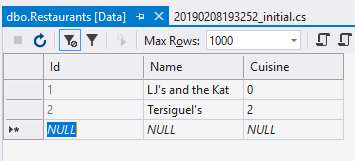 dbo.Restaurants [Data] 20190208193252_initial.cs
Max Rows: 1000
Id Name Cuisine
1 LJ's and the Kat 0
2 Tersiguel's 2
NULL NULL NULL